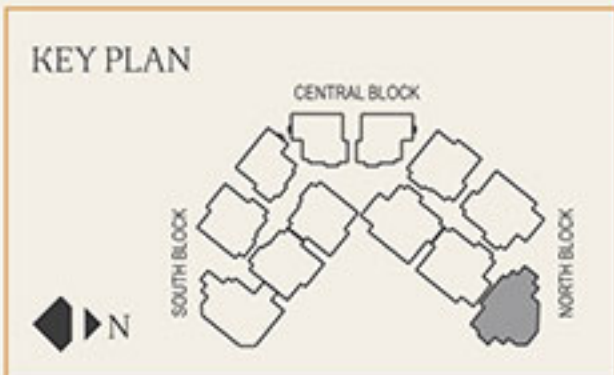 KEY PLAN
CENTRAL BLOCK
SOUTH BLOCK
NORTH BLOCK
N